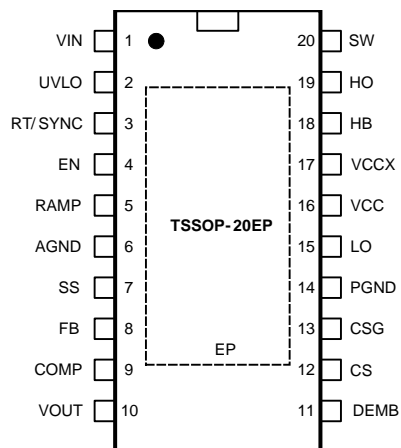 VIN 1 20 SW
UVLO 2 19 HO
RT/SYNC 3 18 HB
EN 4 17 VCCX
RAMP 5 16 VCC
TSSOP-20EP
AGND 6 15 LO
SS 7 14 PGND
FB 8 13 CSG
EP
COMP 9 12 CS
VOUT 10 11 DEMB